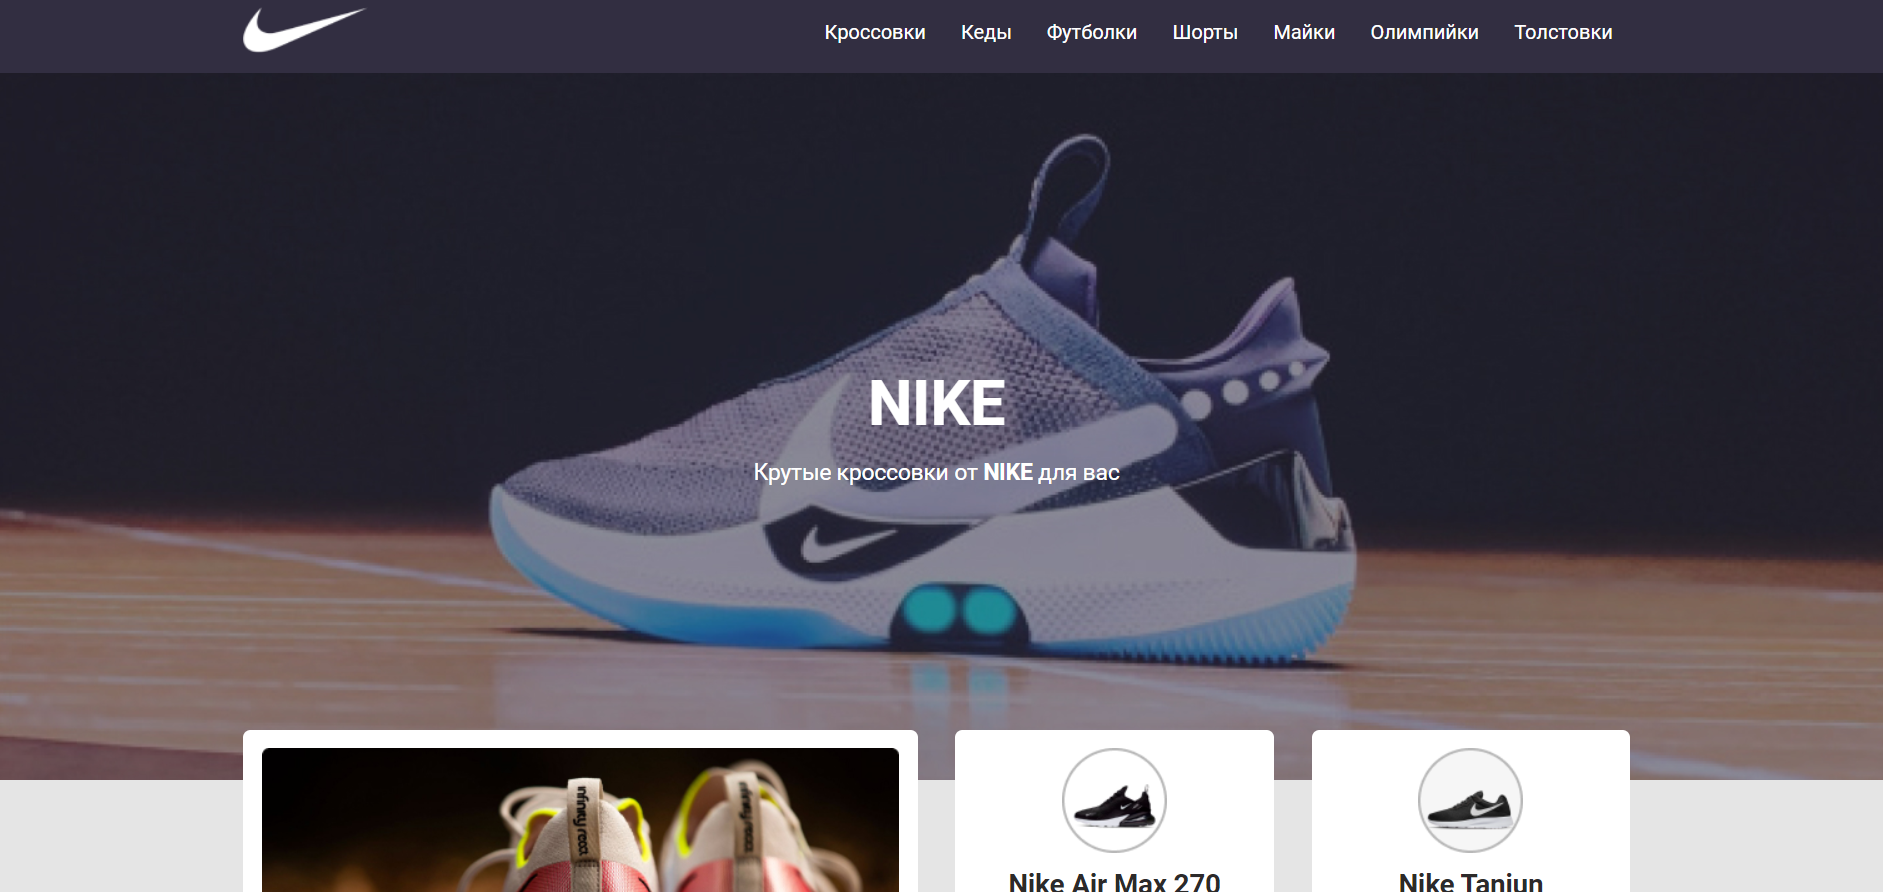 Кроссовки Кеды Футболки Шорты Майки Олимпийки Толстовки
NIKE
Крутые кроссовки от NIKE для вас
infinity react
infinity react
Nike Air Max 270
Nike Tanjun